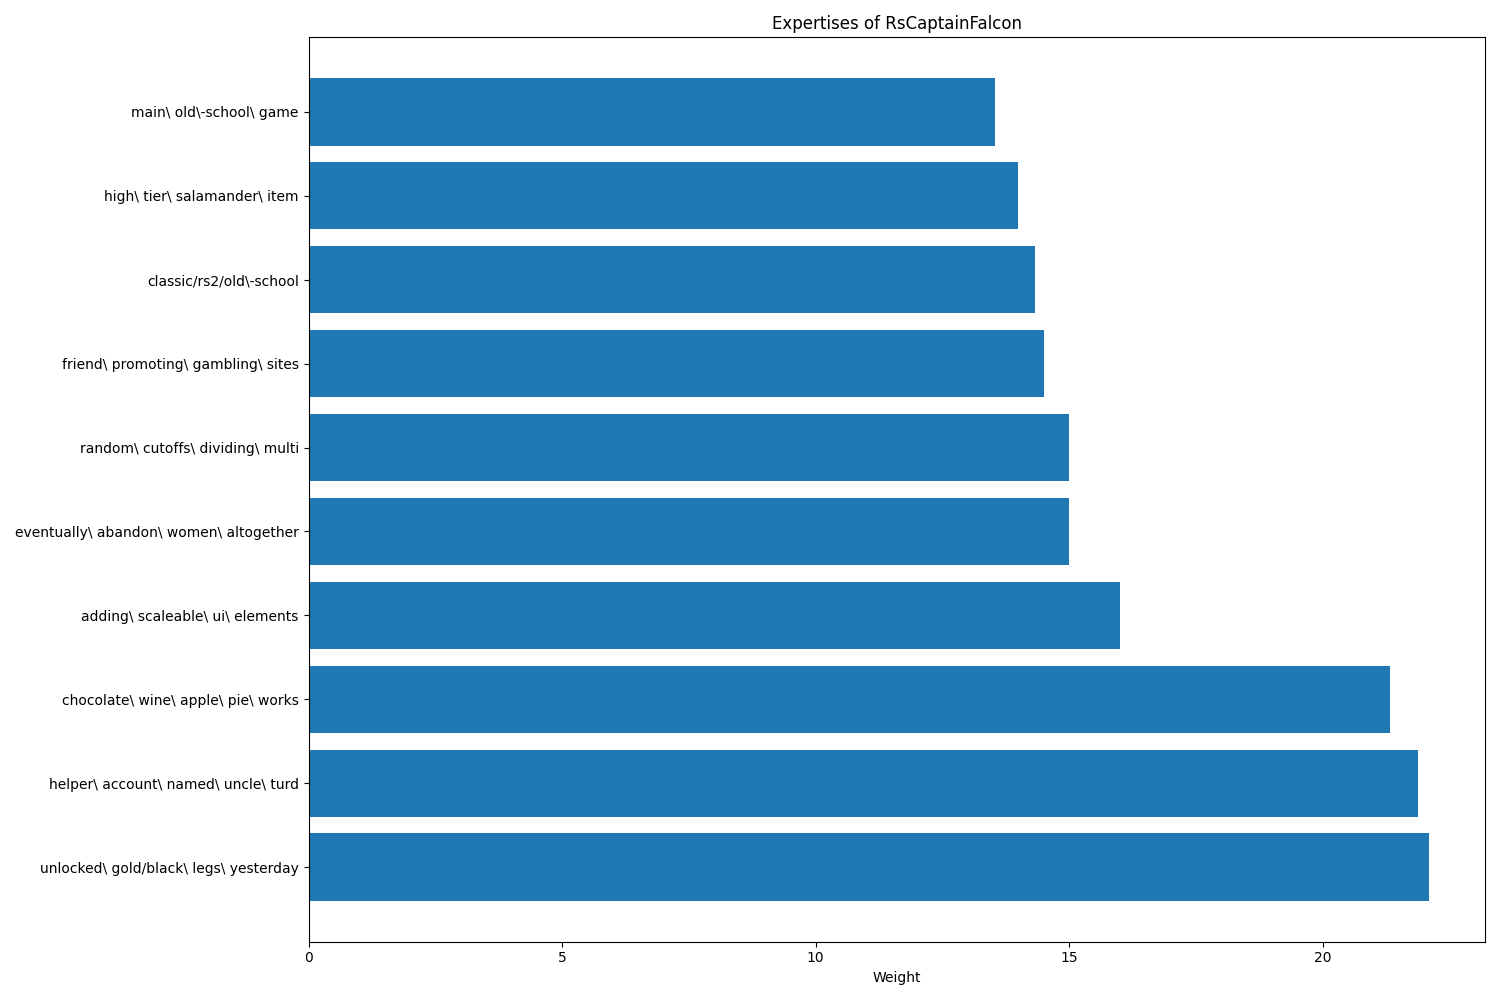 Expertises of RsCaptainFalcon
main\ old\-school\ game
high\ tier\ salamander\ item
classic/rs2/old\-school
friend\ promoting\ gambling\ sites
random\ cutoffs\ dividing\ multi
eventually\ abandon\ women\ altogether
adding\ scaleable\ ui\ elements
chocolate\ wine\ apple\ pie\ works
helper\ account\ named\ uncle\ turd
unlocked\ gold/black\ legs\ yesterday
0 5 10 15 20
Weight